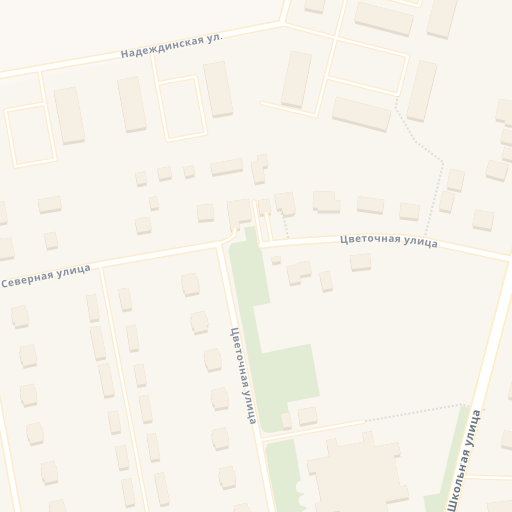 Надеждинская ул.
Цветочная улица
Северная улица
Цветочная улица
Школьная улица